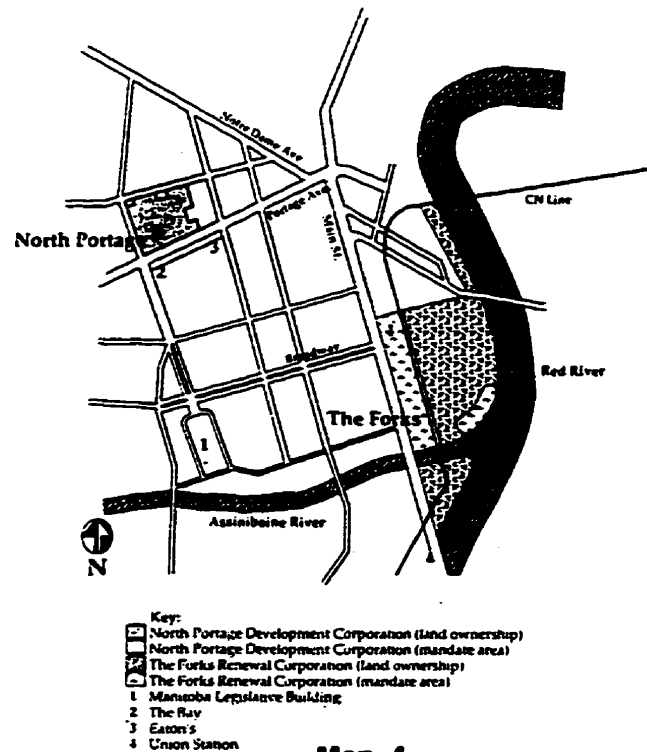 Notre Dame Ave
Portage Ave
Main St.
CN Line
North Portage
3
2
4
Broadway
Red River
The Forks
1
Assiniboine River
N
Key:
North Portage Development Corporation (land ownership)
North Portage Development Corporation (mandate area)
The Forks Renewal Corporation (land ownership)
The Forks Renewal Corporation (mandate area)
1 Manitoba Legislative Building
2 The Bay
3 Eaton's
4 Union Station